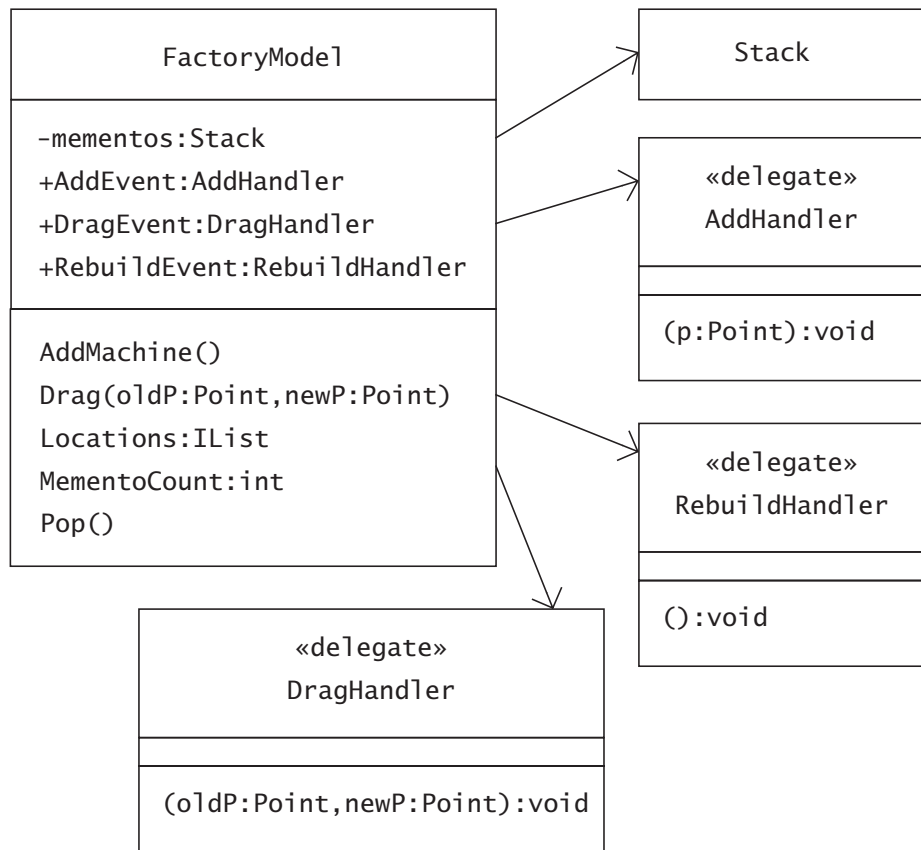 FactoryModel
-mementos:Stack
+AddEvent:AddHandler
+DragEvent:DragHandler
+RebuildEvent:RebuildHandler
AddMachine()
Drag(oldP:Point,newP:Point)
Locations:IList
MementoCount:int
Pop()
Stack
«delegate»
AddHandler
(p:Point):void
«delegate»
RebuildHandler
():void
«delegate»
DragHandler
(oldP:Point,newP:Point):void